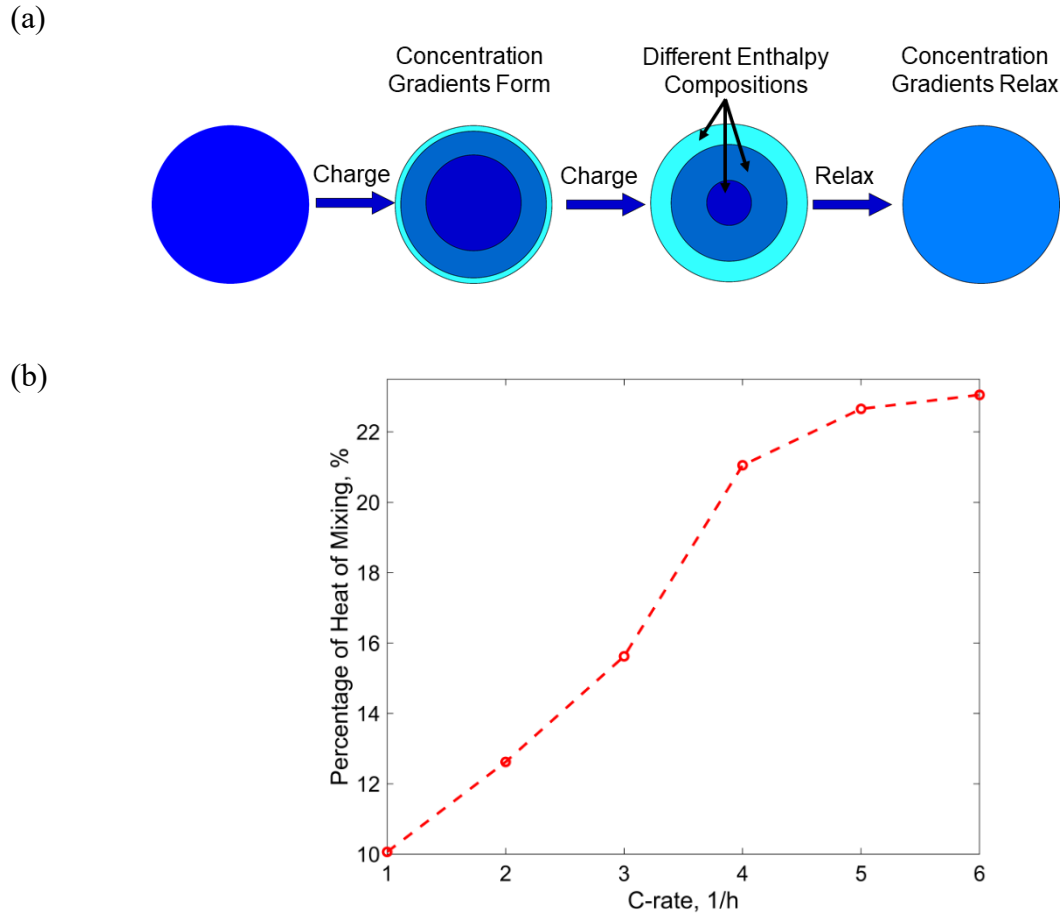 (a)
Concentration
Gradients Form
Different Enthalpy
Compositions
Concentration
Gradients Relax
Charge
Charge
Relax
(b)
Percentage of Heat of Mixing, %
22
20
18
16
14
12
10
1 2 3 4 5 6
C-rate, 1/h